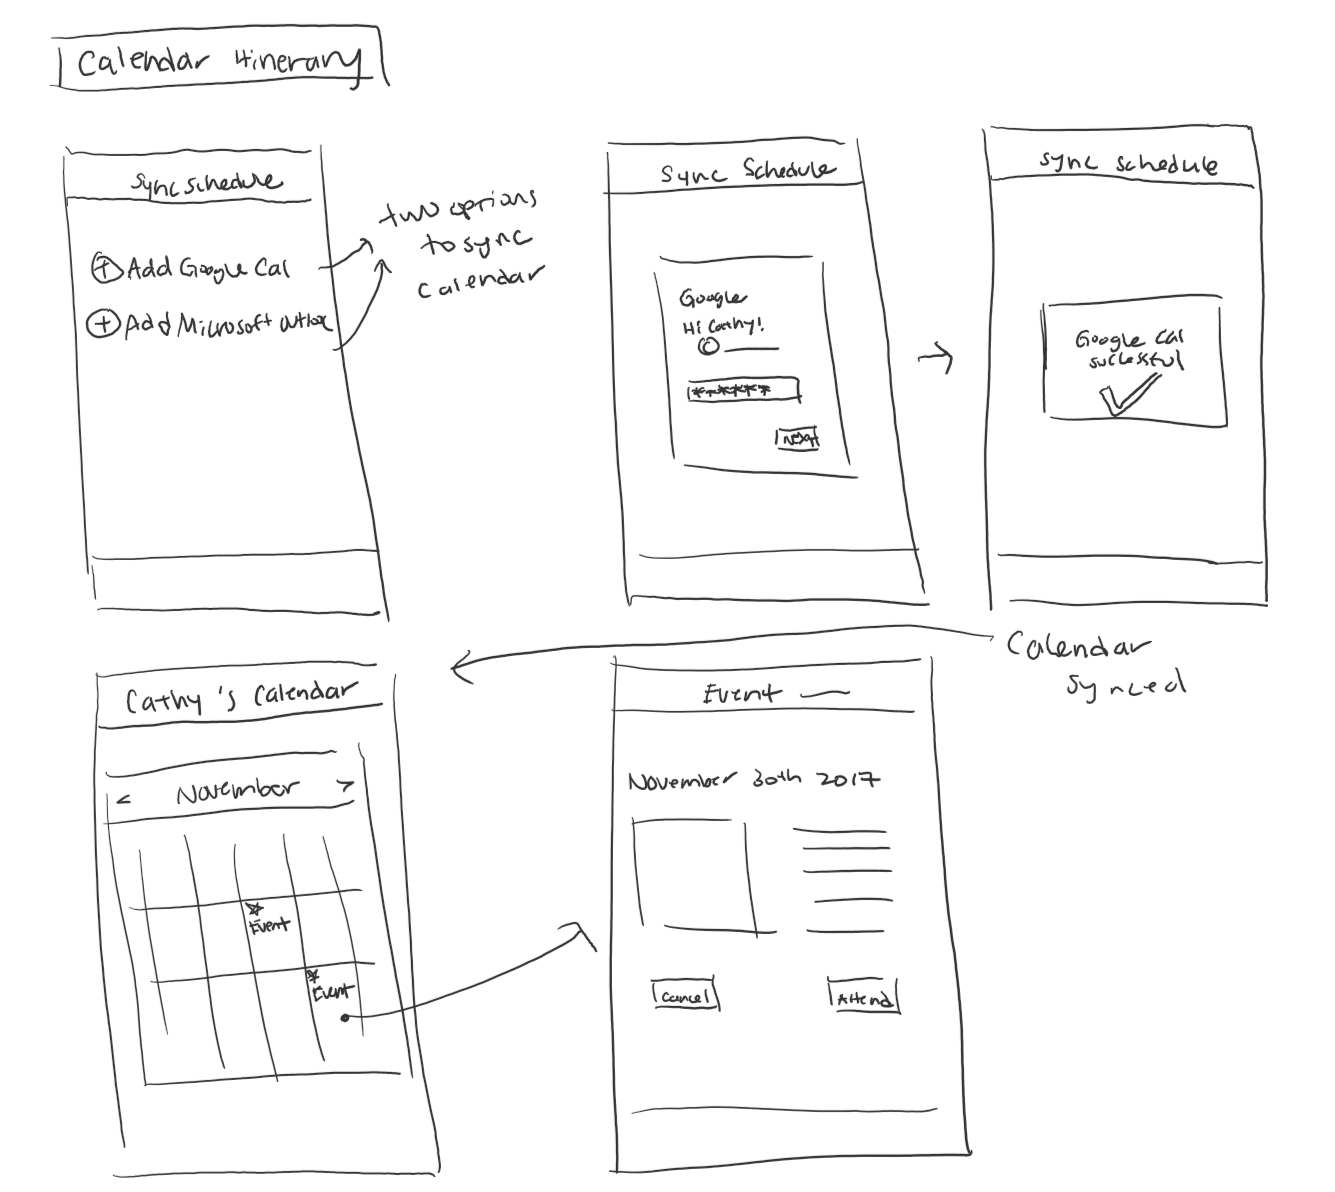 Calendar Itinerary
Sync schedule
+ Add Google Cal
+ Add Microsoft Outlook
two options
to sync
calendar
Sync Schedule
Google
Hi Cathy!
******
Next
Sync schedule
Google Cal
successful
Calendar
Synced
Cathy's Calendar
< November >
Event
Event
Event
November 30th 2017
Cancel
Attend